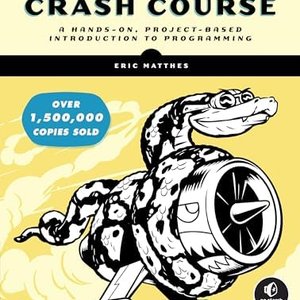 CRASH COURSE
A HANDS-ON, PROJECT-BASED
INTRODUCTION TO PROGRAMMING
ERIC MATTHES
OVER
1,500,000
COPIES SOLD